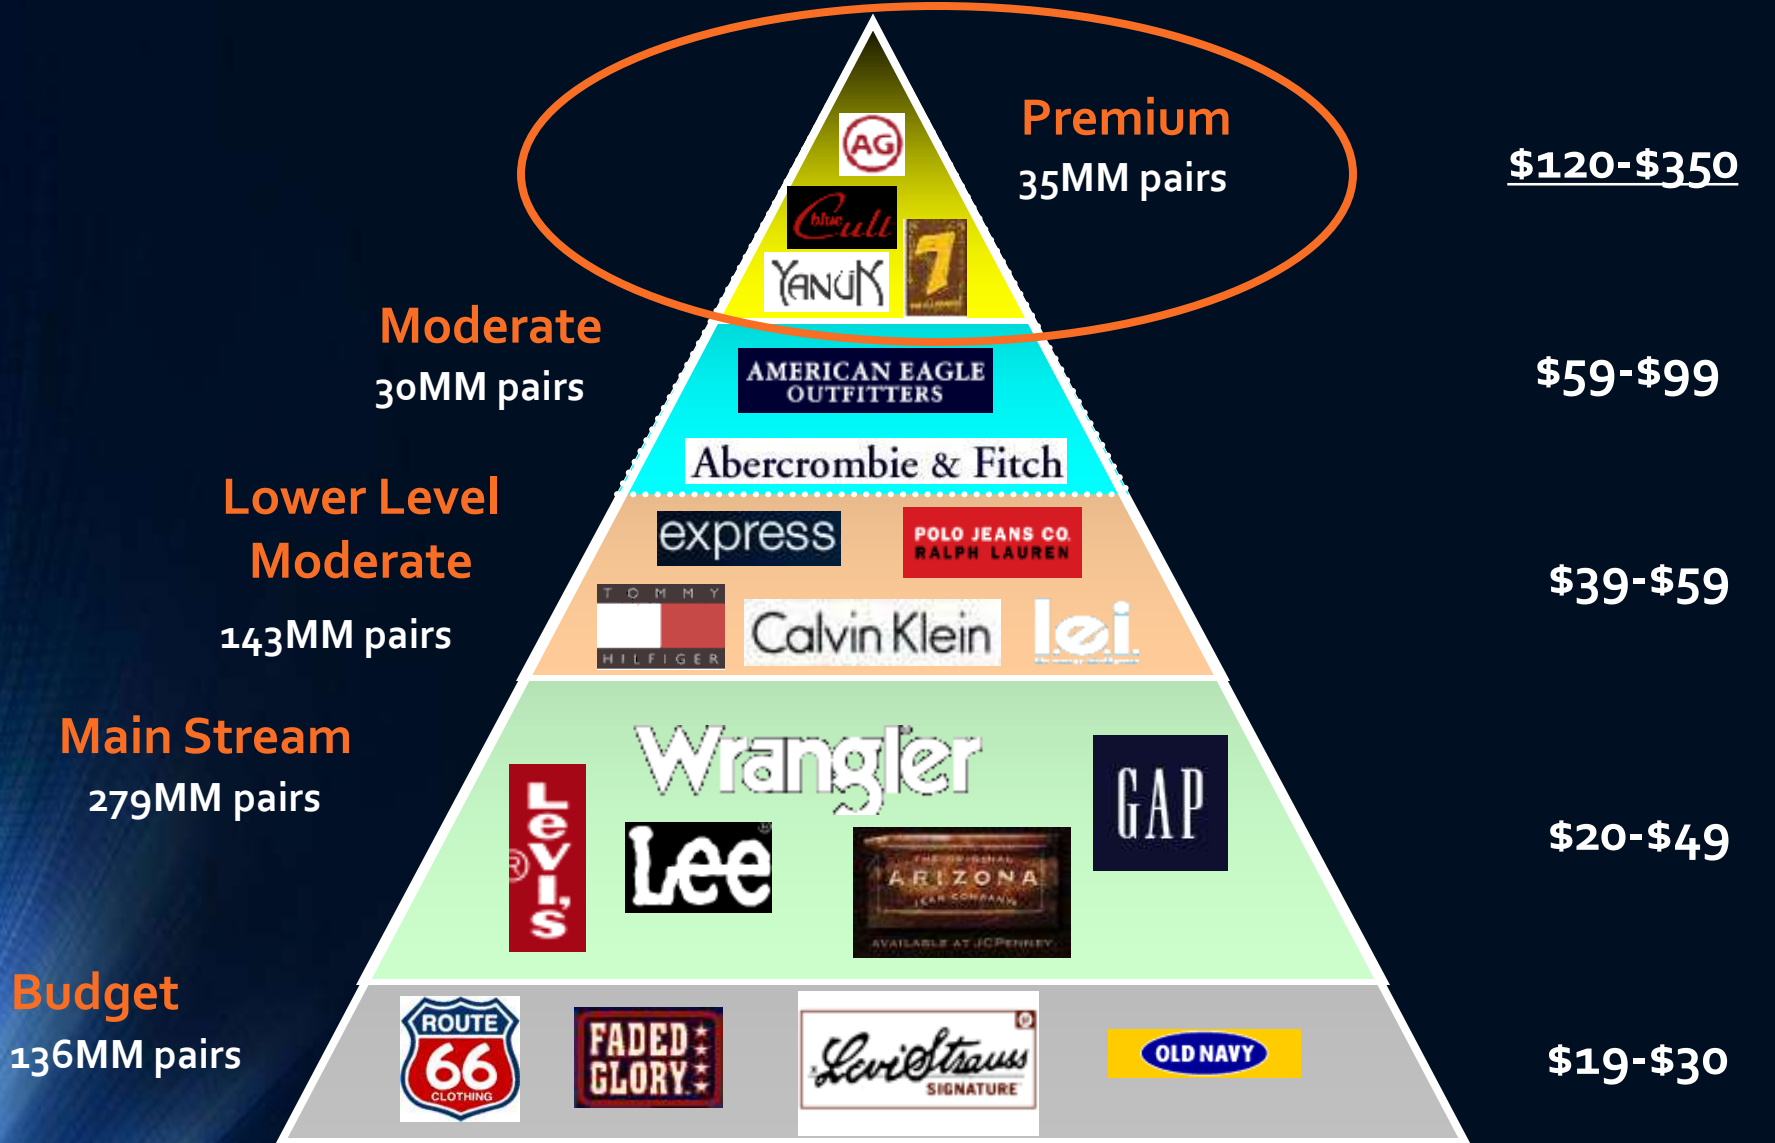 AG
Premium
35MM pairs
$120-$350
blue
Cult
7
YANUK
Moderate
30MM pairs
AMERICAN EAGLE
OUTFITTERS
$59-$99
Abercrombie & Fitch
Lower Level
Moderate
143MM pairs
express
POLO JEANS CO.
RALPH LAUREN
$39-$59
TOMMY
HILFIGER
Calvin Klein
l.e.i.
Main Stream
279MM pairs
Wrangler
GAP
LEVI'S
®
Lee
®
THE ORIGINAL
ARIZONA
JEAN COMPANY
AVAILABLE AT JCPENNEY
$20-$49
Budget
136MM pairs
ROUTE
66
CLOTHING
FADED
GLORY
Levi Strauss
SIGNATURE
OLD NAVY
$19-$30